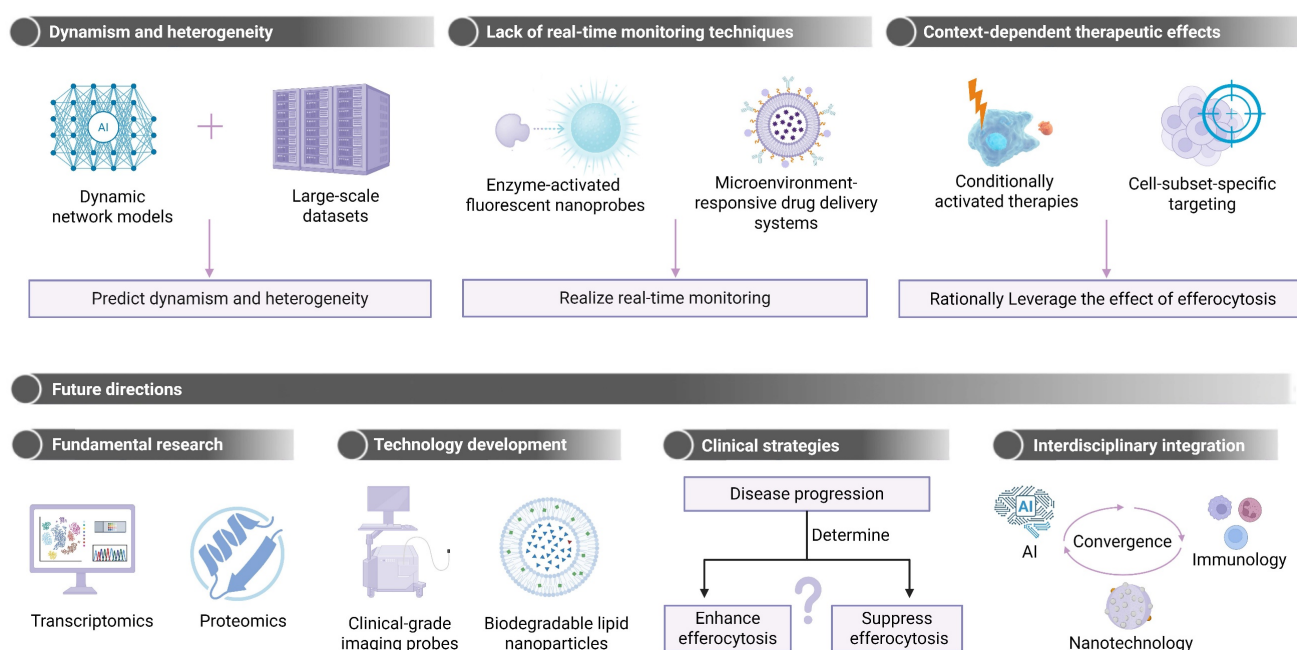 Dynamism and heterogeneity
AI
Dynamic
network models
Large-scale
datasets
Predict dynamism and heterogeneity
Lack of real-time monitoring techniques
Enzyme-activated
fluorescent nanoprobes
Microenvironment-
responsive drug delivery
systems
Realize real-time monitoring
Context-dependent therapeutic effects
Conditionally
activated therapies
Cell-subset-specific
targeting
Rationally Leverage the effect of efferocytosis
Future directions
Fundamental research
Transcriptomics
Proteomics
Technology development
Clinical-grade
imaging probes
Biodegradable lipid
nanoparticles
Clinical strategies
Disease progression
Determine
?
Enhance
efferocytosis
Suppress
efferocytosis
Interdisciplinary integration
AI
AI
Convergence
Immunology
Nanotechnology